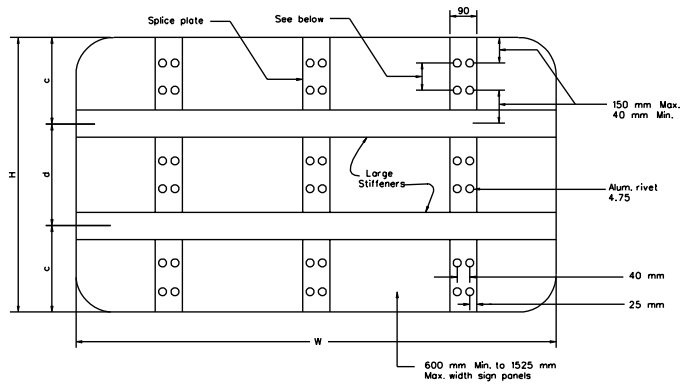 90
Splice plate
See below
c
150 mm Max.
40 mm Min.
H
d
Large
Stiffeners
Alum. rivet
4.75
c
40 mm
25 mm
W
600 mm Min. to 1525 mm
Max. width sign panels